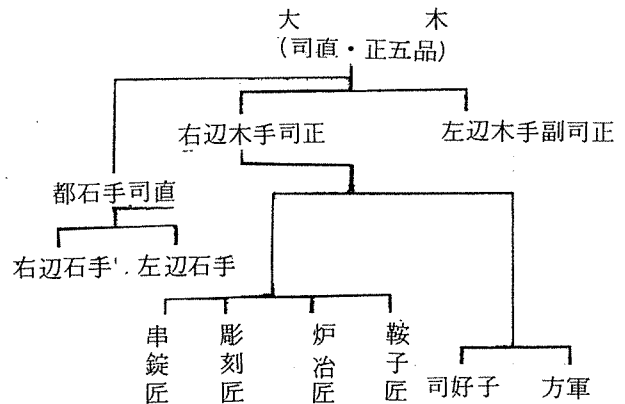 大木
(司直・正五品)
右辺木手司正
左辺木手副司正
都石手司直
右辺石手
左辺石手
串錠匠
彫刻匠
炉冶匠
鞍子匠
司好子
方軍